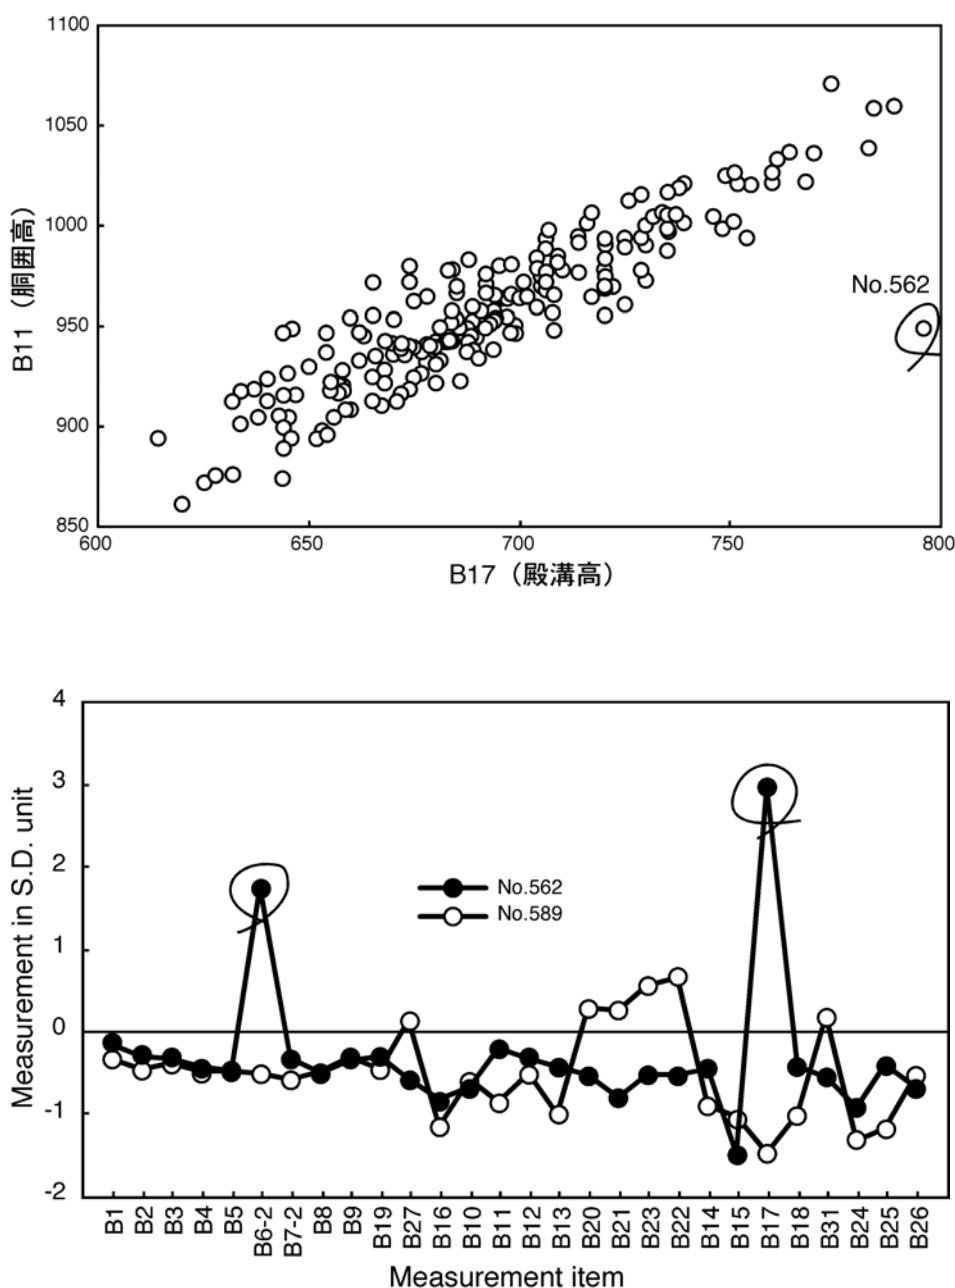 1100
1050
1000
950
900
850
B11（胴囲高）
No.562
600
650
700
750
800
B17（殿溝高）
4
3
2
1
0
-1
-2
Measurement in S.D. unit
No.562
No.589
B1
B2
B3
B4
B5
B6-2
B7-2
B8
B9
B19
B27
B16
B10
B11
B12
B13
B20
B21
B23
B22
B14
B15
B17
B18
B31
B24
B25
B26
Measurement item